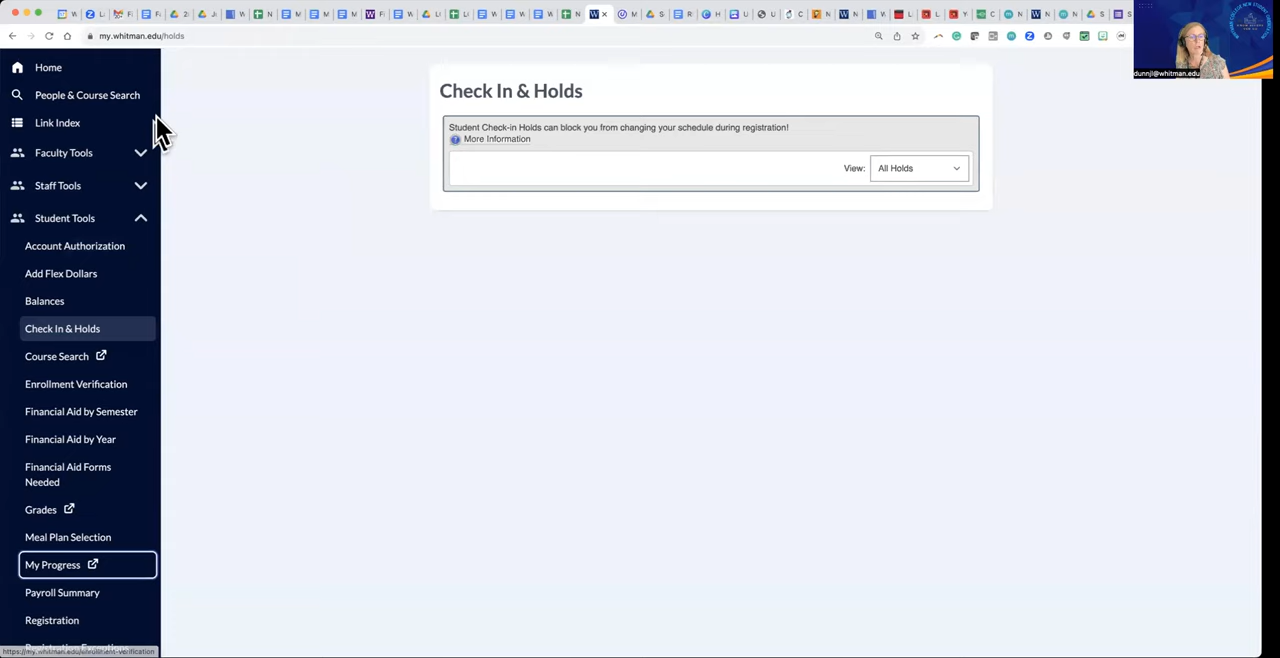 my.whitman.edu/holds
dunnjl@whitman.edu
Home
People & Course Search
Link Index
Faculty Tools
Staff Tools
Student Tools
Account Authorization
Add Flex Dollars
Balances
Check In & Holds
Course Search
Enrollment Verification
Financial Aid by Semester
Financial Aid by Year
Financial Aid Forms
Needed
Grades
Meal Plan Selection
My Progress
Payroll Summary
Registration
https://my.whitman.edu/enrollment-verification
Check In & Holds
Student Check-in Holds can block you from changing your schedule during registration!
More Information
View: All Holds